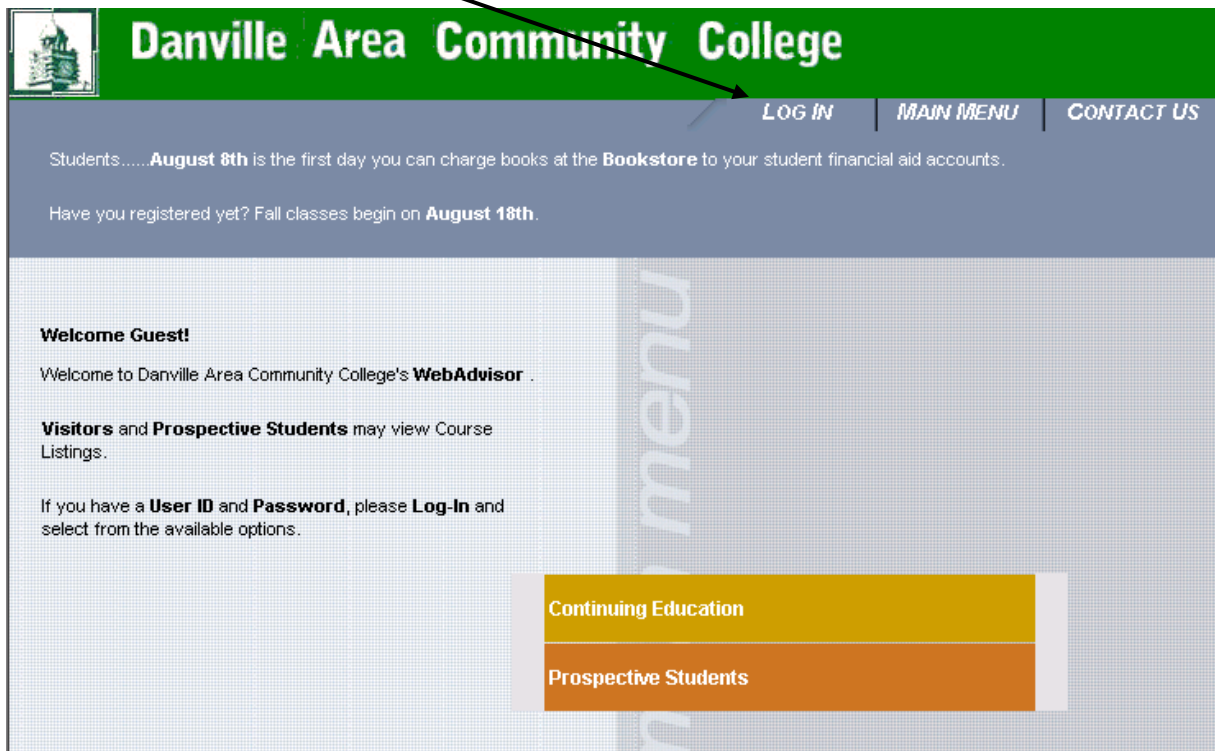 Danville Area Community College
LOG IN MAIN MENU CONTACT US
Students......August 8th is the first day you can charge books at the Bookstore to your student financial aid accounts.
Have you registered yet? Fall classes begin on August 18th.
menu
Welcome Guest!
Welcome to Danville Area Community College's WebAdvisor .
Visitors and Prospective Students may view Course
Listings.
If you have a User ID and Password, please Log-In and
select from the available options.
Continuing Education
Prospective Students